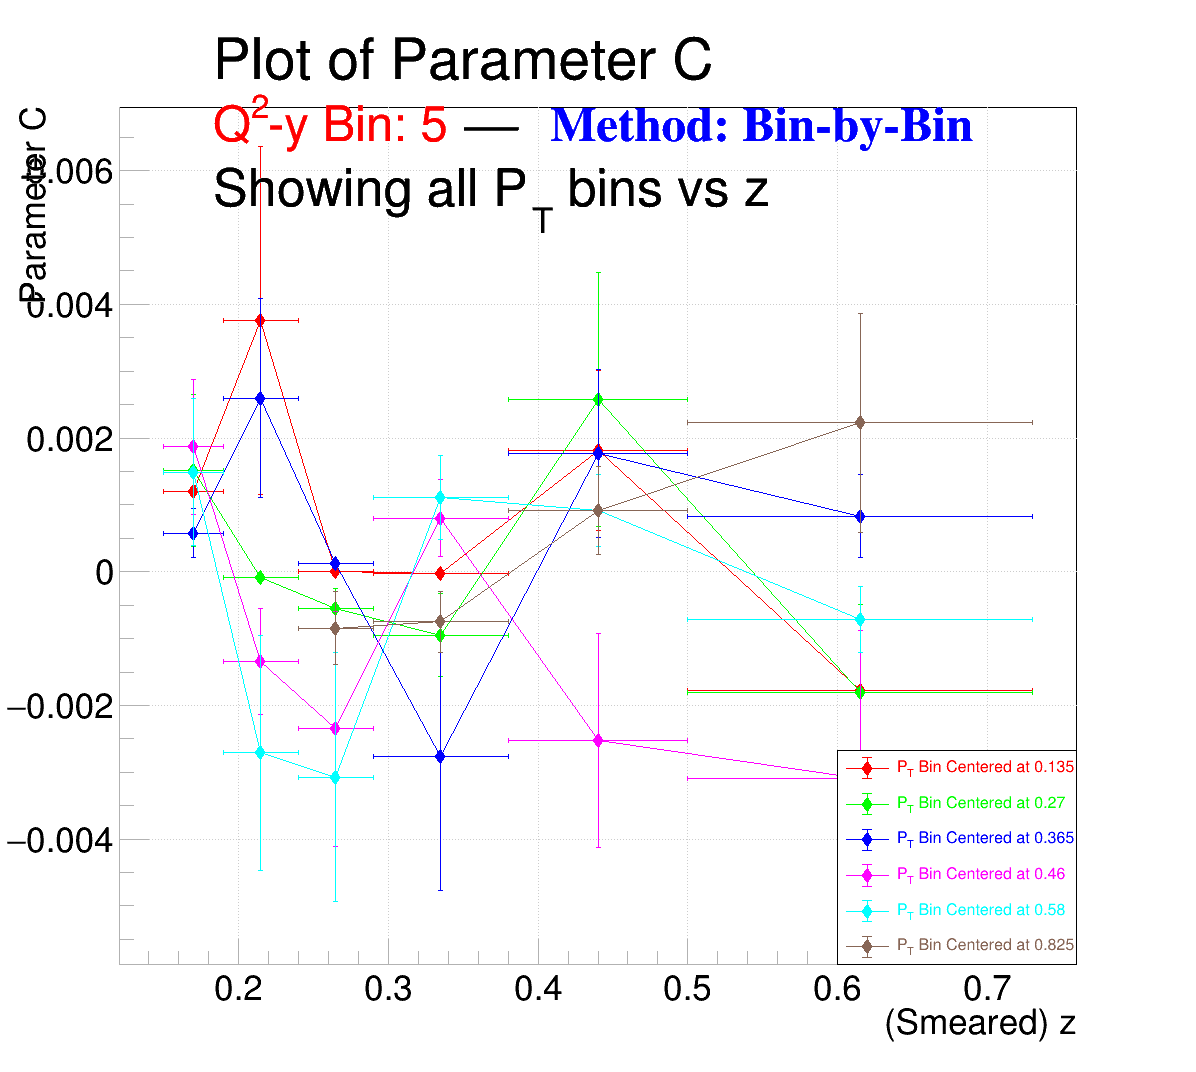 Plot of Parameter C
Q2-y Bin: 5 — Method: Bin-by-Bin
Showing all PT bins vs z
Parameter C
0.006
0.004
0.002
0
−0.002
−0.004
0.2 0.3 0.4 0.5 0.6 0.7
(Smeared) z
PT Bin Centered at 0.135
PT Bin Centered at 0.27
PT Bin Centered at 0.365
PT Bin Centered at 0.46
PT Bin Centered at 0.58
PT Bin Centered at 0.825